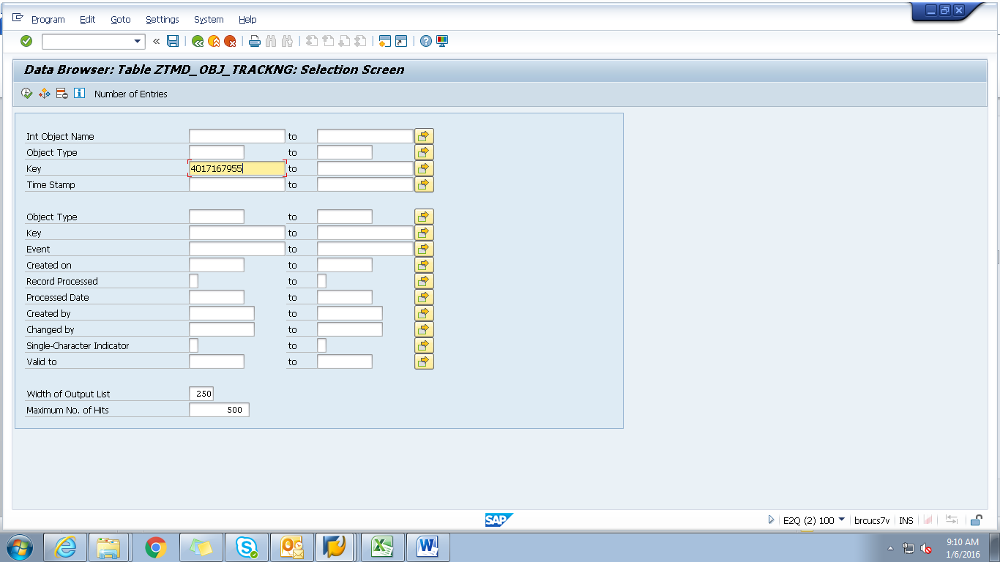 Program Edit Goto Settings System Help
Data Browser: Table ZTMD_OBJ_TRACKNG: Selection Screen
Number of Entries
Int Object Name to
Object Type to
Key 4017167955 to
Time Stamp to
Object Type to
Key to
Event to
Created on to
Record Processed to
Processed Date to
Created by to
Changed by to
Single-Character Indicator to
Valid to to
Width of Output List 250
Maximum No. of Hits 500
SAP E2Q (2) 100 brcucs7v INS
9:10 AM
1/6/2016